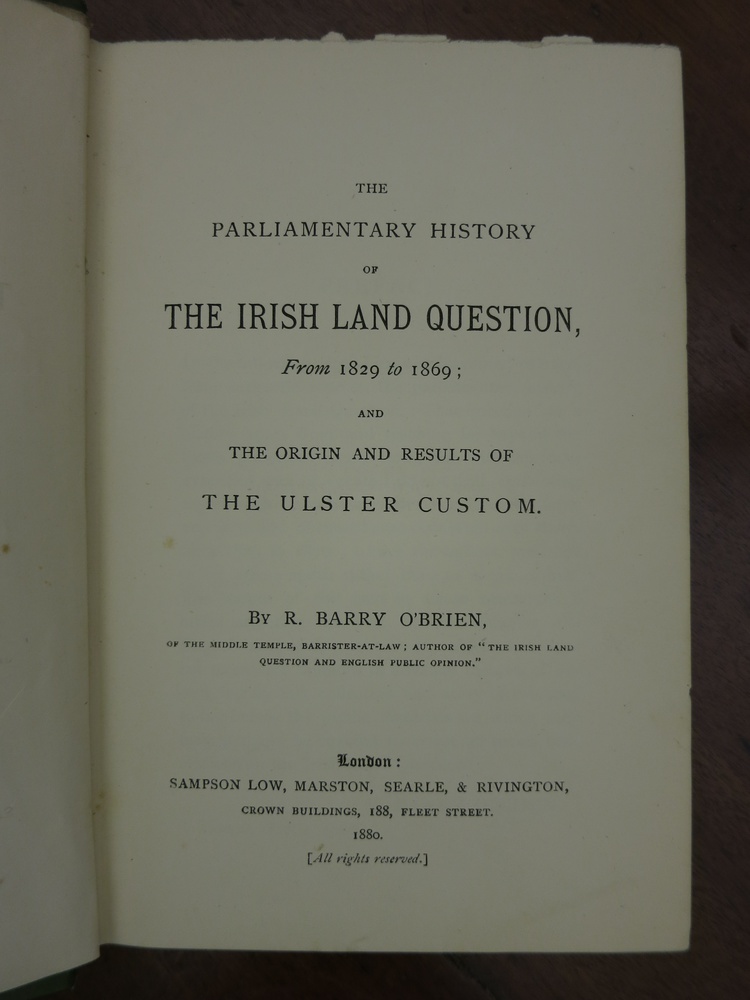 THE
PARLIAMENTARY HISTORY
OF
THE IRISH LAND QUESTION,
From 1829 to 1869;
AND
THE ORIGIN AND RESULTS OF
THE ULSTER CUSTOM.
BY R. BARRY O'BRIEN,
OF THE MIDDLE TEMPLE, BARRISTER-AT-LAW; AUTHOR OF "THE IRISH LAND
QUESTION AND ENGLISH PUBLIC OPINION."
London:
SAMPSON LOW, MARSTON, SEARLE, & RIVINGTON,
CROWN BUILDINGS, 188, FLEET STREET.
1880.
[All rights reserved.]